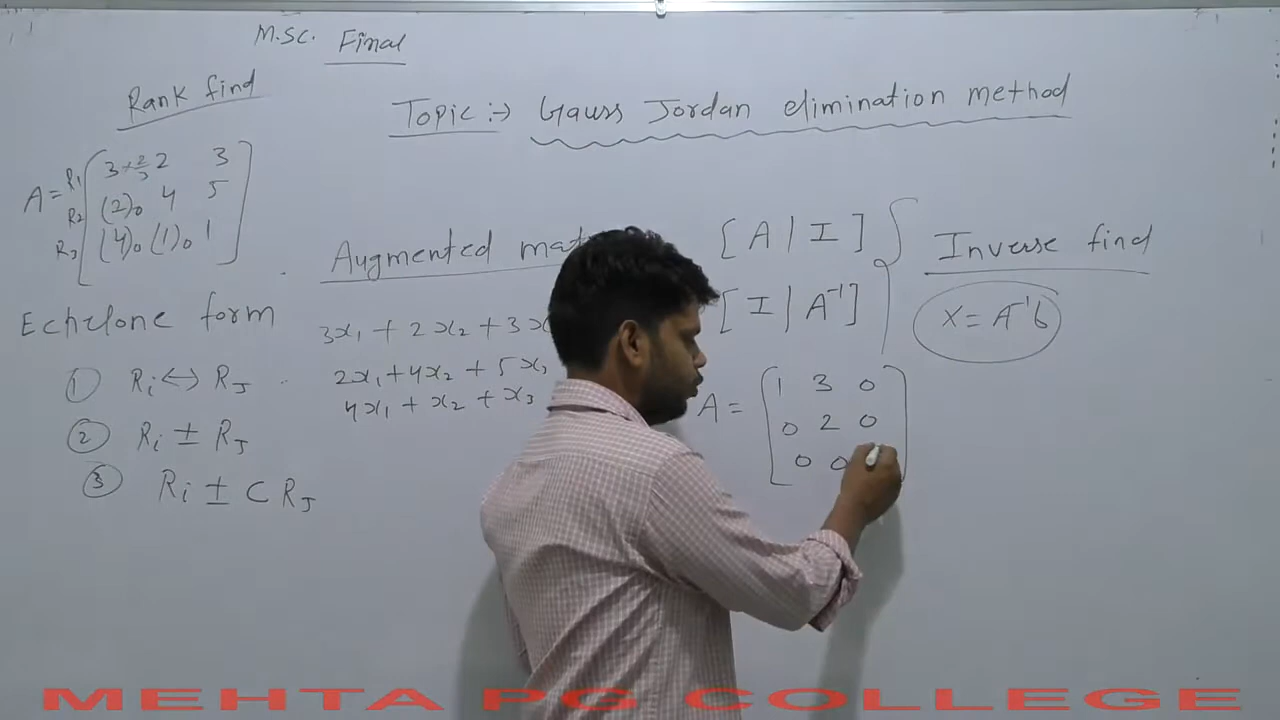 M.SC. Final
Rank find
Topic :→ Gauss Jordan elimination method
R1 3 2 3
A = R2 (2)0 4 5
R3 (4)0 (1)0 1
Echelone form
① Ri ↔ RJ
② Ri ± RJ
③ Ri ± C RJ
Augmented
3x1 + 2x2 + 3x
2x1 + 4x2 + 5x3
4x1 + x2 + x3
[ A | I ]
[ I | A⁻¹ ]
Inverse find
X = A⁻¹b
1 3 0
A = 0 2 0
0 0
MEHTA PG COLLEGE